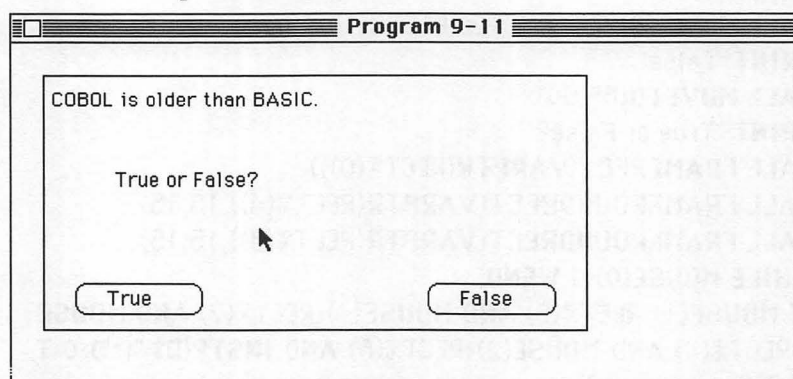 Program 9-11
COBOL is older than BASIC.
True or False?
True
False